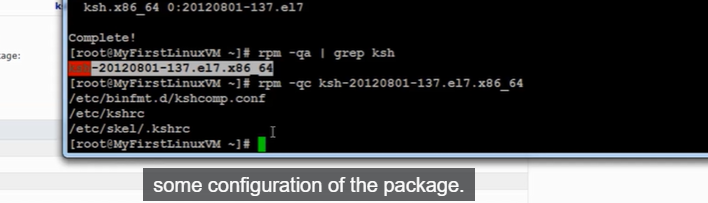 ks
ksh.x86_64 0:20120801-137.el7
Complete!
[root@MyFirstLinuxVM ~]# rpm -qa | grep ksh
age:
ksh-20120801-137.el7.x86_64
[root@MyFirstLinuxVM ~]# rpm -qc ksh-20120801-137.el7.x86_64
/etc/binfmt.d/kshcomp.conf
/etc/kshrc
/etc/skel/.kshrc
[root@MyFirstLinuxVM ~]#
some configuration of the package.